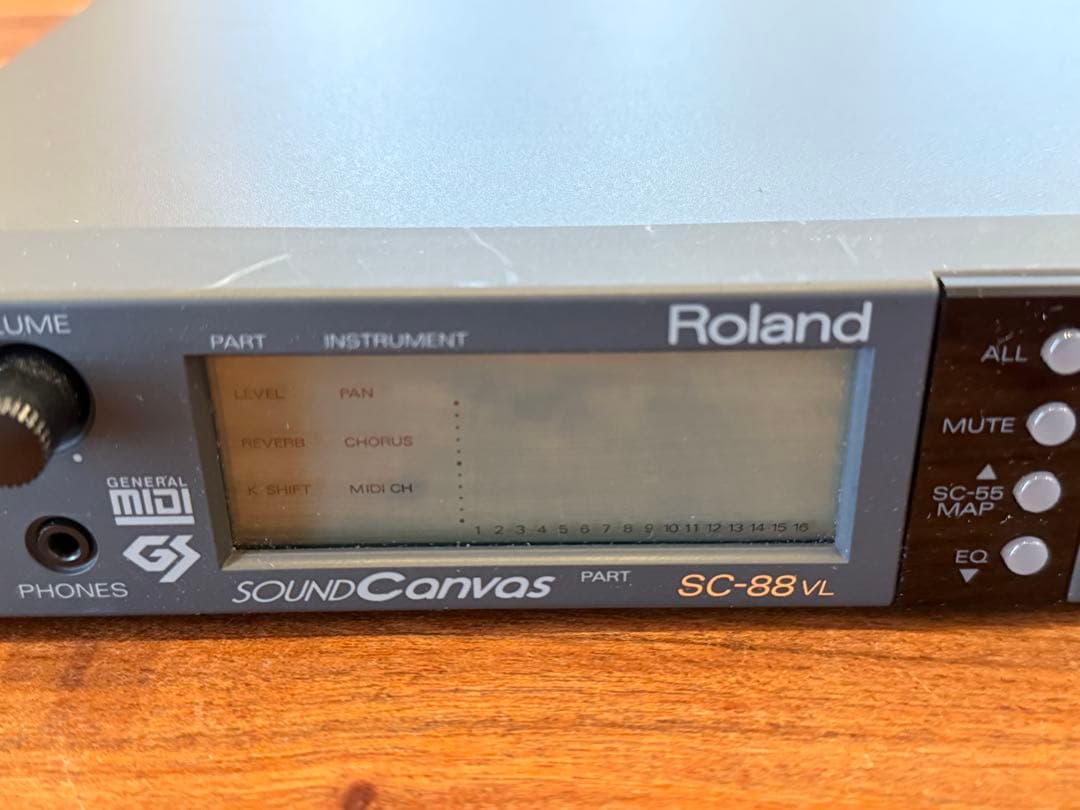 LUME
PART INSTRUMENT
Roland
LEVEL PAN
REVERB CHORUS
K SHIFT MIDI CH
1 2 3 4 5 6 7 8 9 10 11 12 13 14 15 16
GENERAL
MIDI
GS
PHONES
SOUND Canvas
PART
SC-88 VL
ALL
MUTE
SC-55
MAP
EQ